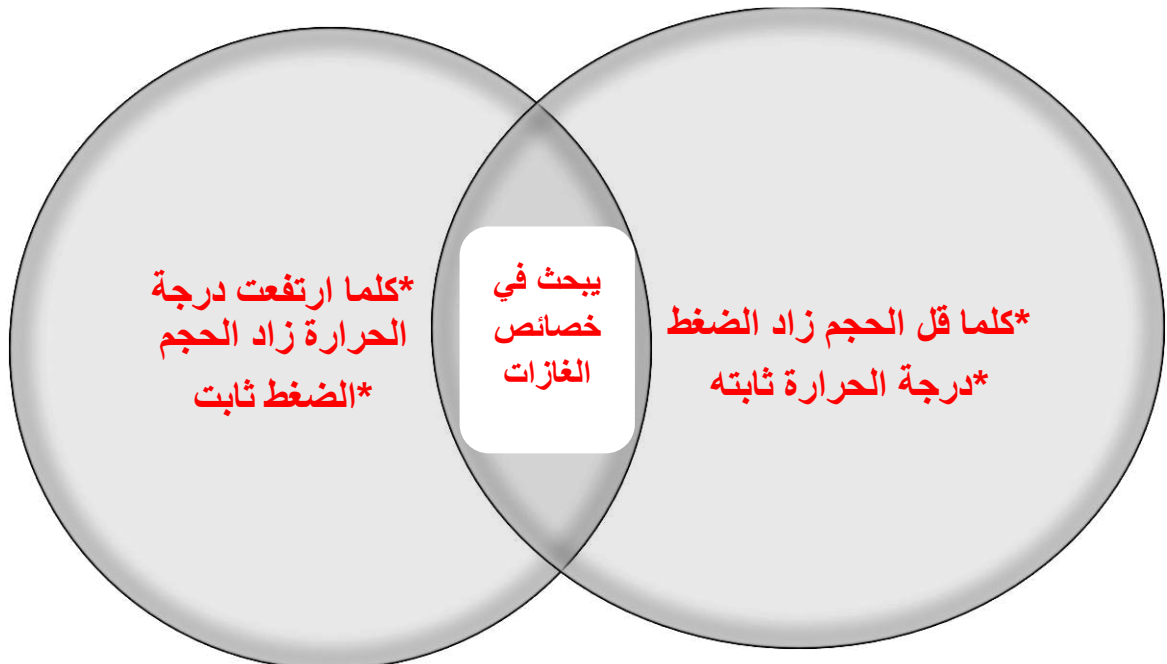 *كلما قل الحجم زاد الضغط
*درجة الحرارة ثابته
يبحث في
خصائص
الغازات
*كلما ارتفعت درجة
الحرارة زاد الحجم
*الضغط ثابت